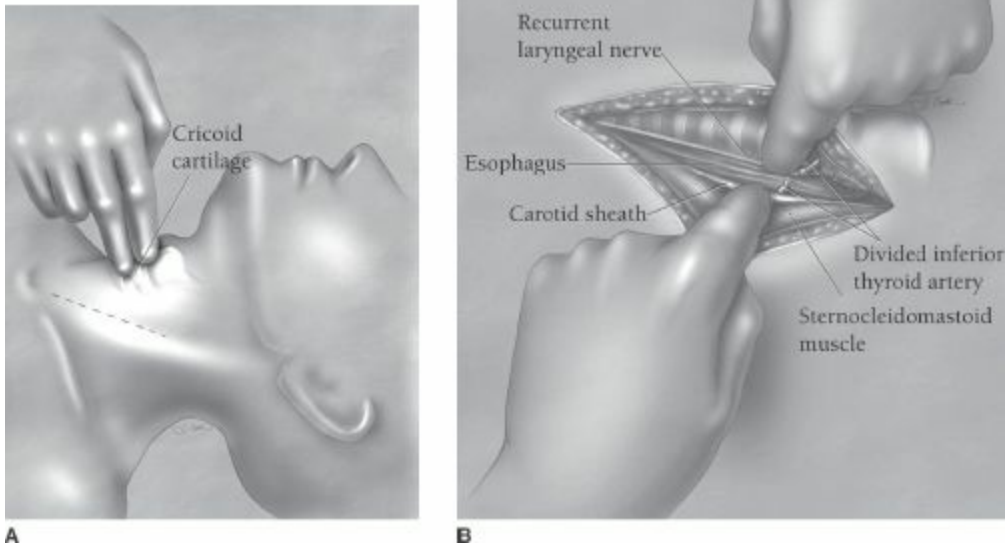 Cricoid
cartilage
A
Recurrent
laryngeal nerve
Esophagus
Carotid sheath
Divided inferior
thyroid artery
Sternocleidomastoid
muscle
B